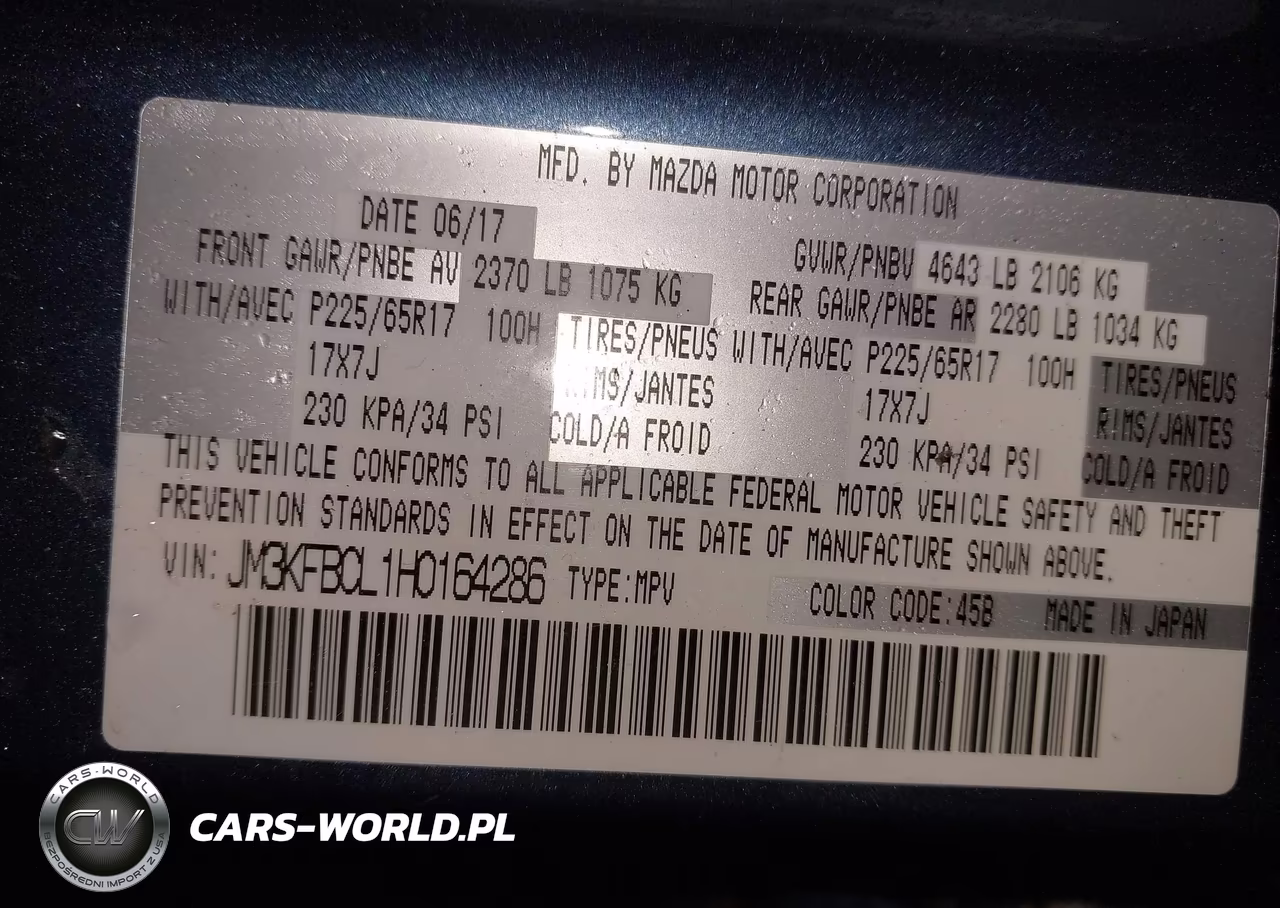 MFD. BY MAZDA MOTOR CORPORATION
DATE 06/17
GVWR/PNBV 4643 LB 2106 KG
FRONT GAWR/PNBE AV 2370 LB 1075 KG
REAR GAWR/PNBE AR 2280 LB 1034 KG
WITH/AVEC P225/65R17 100H TIRES/PNEUS WITH/AVEC P225/65R17 100H TIRES/PNEUS
17X7J RIMS/JANTES 17X7J RIMS/JANTES
230 KPA/34 PSI COLD/A FROID 230 KPA/34 PSI COLD/A FROID
THIS VEHICLE CONFORMS TO ALL APPLICABLE FEDERAL MOTOR VEHICLE SAFETY AND THEFT
PREVENTION STANDARDS IN EFFECT ON THE DATE OF MANUFACTURE SHOWN ABOVE.
VIN: JM3KFBCL1H0164286 TYPE:MPV COLOR CODE:45B MADE IN JAPAN
CARS-WORLD
CW
BEZPOŚREDNI IMPORT Z USA
CARS-WORLD.PL